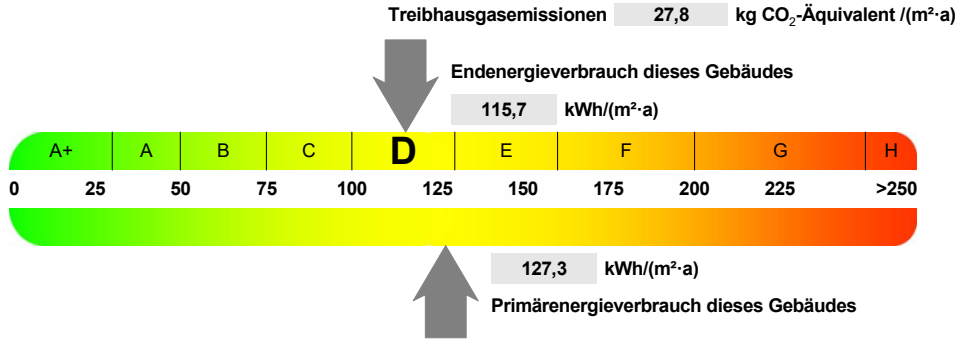 Treibhausgasemissionen 27,8 kg CO₂-Äquivalent /(m²·a)
Endenergieverbrauch dieses Gebäudes
115,7 kWh/(m²·a)
A+ A B C D E F G H
0 25 50 75 100 125 150 175 200 225 >250
127,3 kWh/(m²·a)
Primärenergieverbrauch dieses Gebäudes